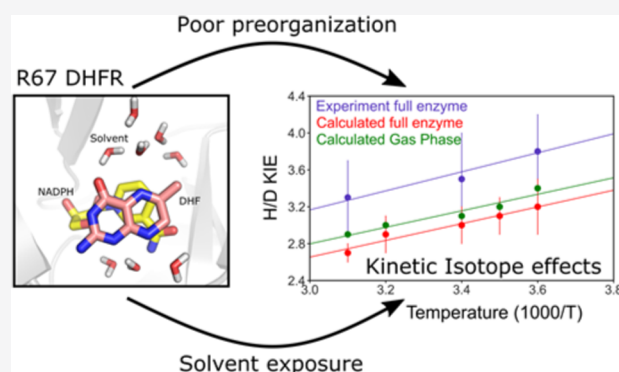 Poor preorganization
R67 DHFR
Solvent
NADPH
DHF
H/D KIE
4.4
4.0
3.6
3.2
2.8
2.4
Experiment full enzyme
Calculated full enzyme
Calculated Gas Phase
Kinetic Isotope effects
3.0 3.2 3.4 3.6 3.8
Temperature (1000/T)
Solvent exposure